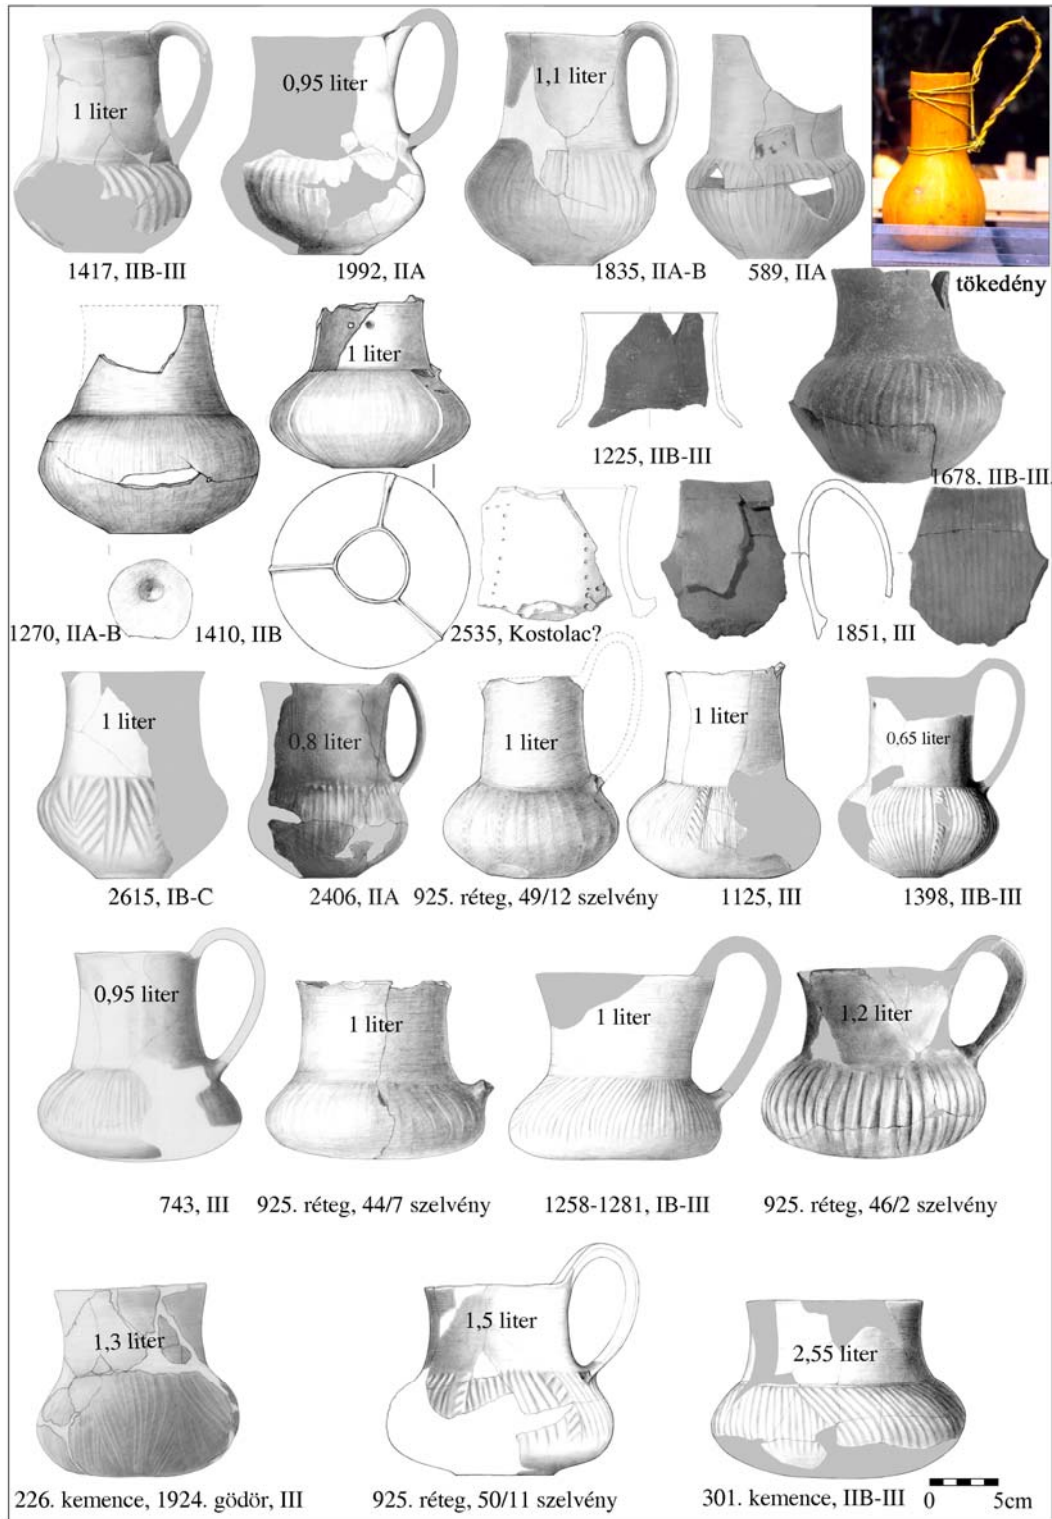 1 liter
0,95 liter
1,1 liter
1417, IIB-III
1992, IIA
1835, IIA-B
589, IIA
tökedény
1 liter
1225, IIB-III
1678, IIB-III.
1270, IIA-B
1410, IIB
2535, Kostolac?
1851, III
1 liter
0,8 liter
1 liter
1 liter
0,65 liter
2615, IB-C
2406, IIA
925. réteg, 49/12 szelvény
1125, III
1398, IIB-III
0,95 liter
1 liter
1 liter
1,2 liter
743, III
925. réteg, 44/7 szelvény
1258-1281, IB-III
925. réteg, 46/2 szelvény
1,3 liter
1,5 liter
2,55 liter
226. kemence, 1924. gödör, III
925. réteg, 50/11 szelvény
301. kemence, IIB-III
0 5cm